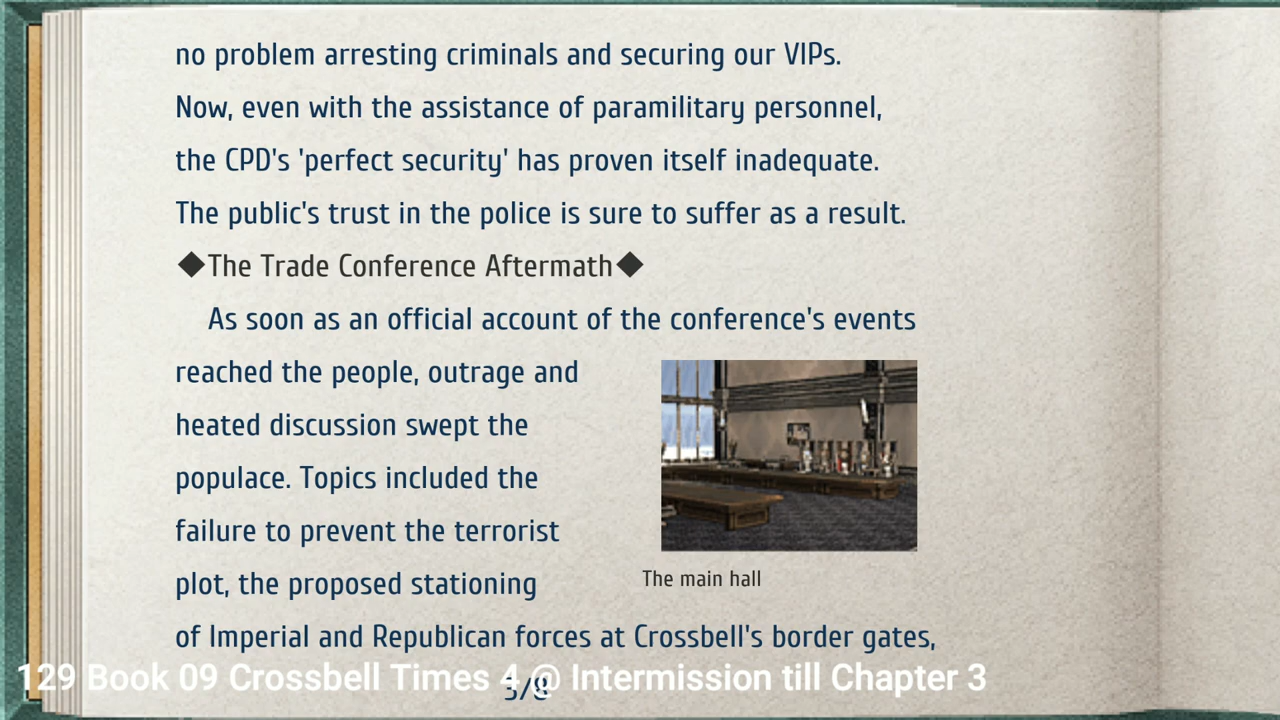 no problem arresting criminals and securing our VIPs.
Now, even with the assistance of paramilitary personnel,
the CPD's 'perfect security' has proven itself inadequate.
The public's trust in the police is sure to suffer as a result.
◆The Trade Conference Aftermath◆
As soon as an official account of the conference's events
reached the people, outrage and
heated discussion swept the
populace. Topics included the
failure to prevent the terrorist
plot, the proposed stationing
The main hall
of Imperial and Republican forces at Crossbell's border gates,
129 Book 09 Crossbell Times 4 @ Intermission till Chapter 3